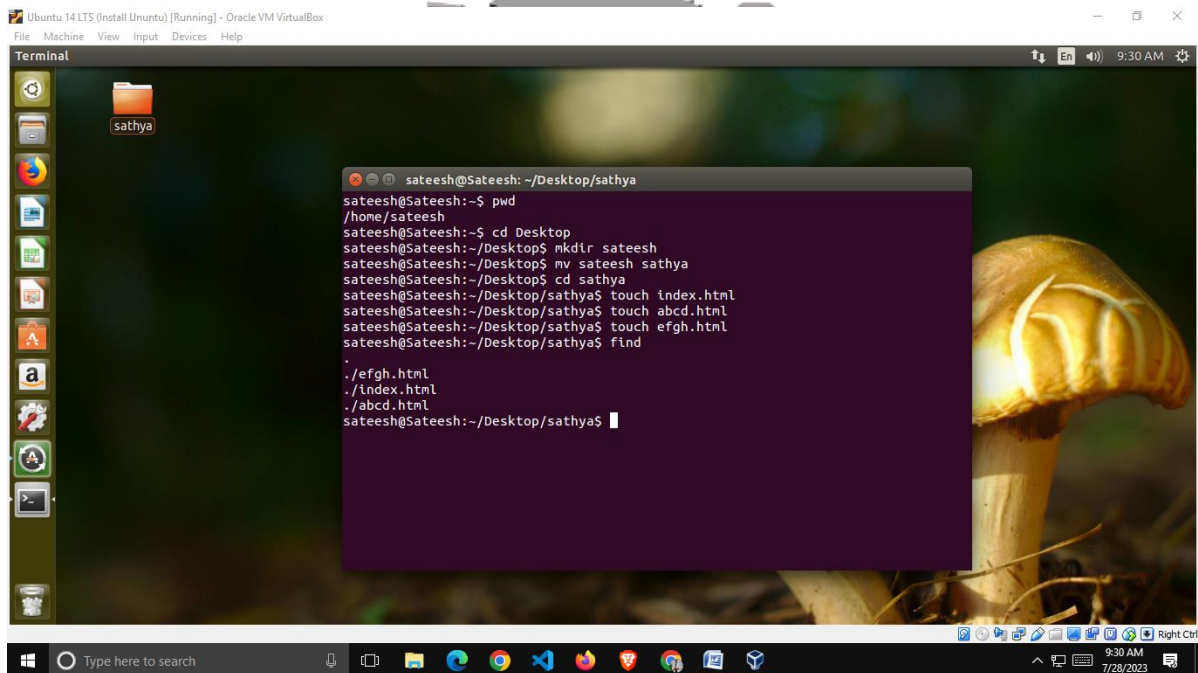 Ubuntu 14 LTS (Install Ununtu) [Running] - Oracle VM VirtualBox
File Machine View Input Devices Help
Terminal
En
9:30 AM
sathya
sateesh@Sateesh: ~/Desktop/sathya
sateesh@Sateesh:~$ pwd
/home/sateesh
sateesh@Sateesh:~$ cd Desktop
sateesh@Sateesh:~/Desktop$ mkdir sateesh
sateesh@Sateesh:~/Desktop$ mv sateesh sathya
sateesh@Sateesh:~/Desktop$ cd sathya
sateesh@Sateesh:~/Desktop/sathya$ touch index.html
sateesh@Sateesh:~/Desktop/sathya$ touch abcd.html
sateesh@Sateesh:~/Desktop/sathya$ touch efgh.html
sateesh@Sateesh:~/Desktop/sathya$ find
.
./efgh.html
./index.html
./abcd.html
sateesh@Sateesh:~/Desktop/sathya$
Right Ctrl
Type here to search
9:30 AM
7/28/2023